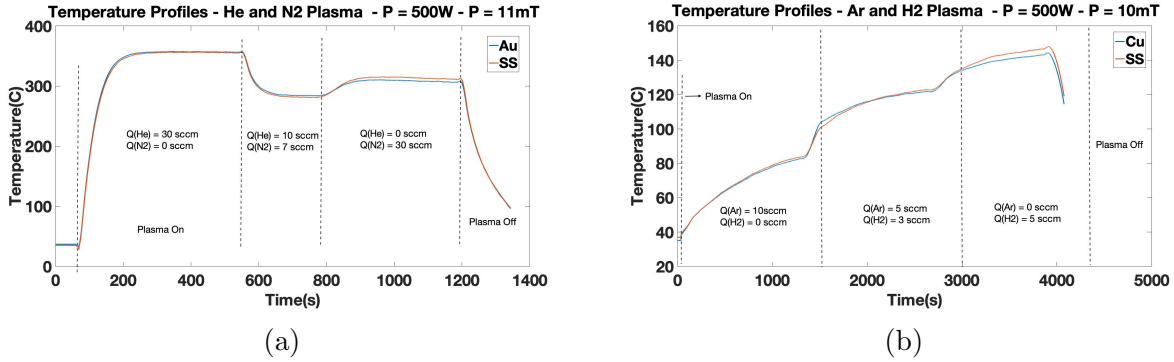 Temperature Profiles - He and N2 Plasma - P = 500W - P = 11mT
400
300
200
100
0
Temperature(C)
Au
SS
Q(He) = 30 sccm
Q(N2) = 0 sccm
Q(He) = 10 sccm
Q(N2) = 7 sccm
Q(He) = 0 sccm
Q(N2) = 30 sccm
Plasma On
Plasma Off
0 200 400 600 800 1000 1200 1400
Time(s)
(a)
Temperature Profiles - Ar and H2 Plasma - P = 500W - P = 10mT
160
140
120
100
80
60
40
20
Temperature(C)
Cu
SS
Plasma On
Plasma Off
Q(Ar) = 10sccm
Q(H2) = 0 sccm
Q(Ar) = 5 sccm
Q(H2) = 3 sccm
Q(Ar) = 0 sccm
Q(H2) = 5 sccm
0 1000 2000 3000 4000 5000
Time(s)
(b)